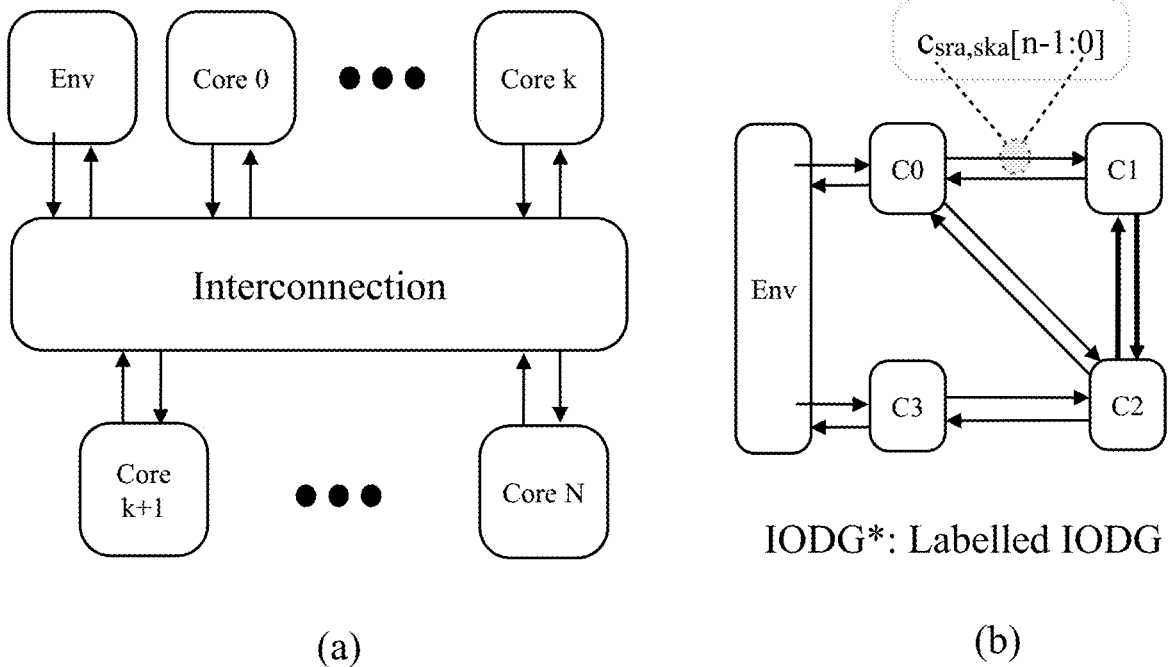 Env
Core 0
Core k
Interconnection
Core
k+1
Core N
(a)
c_sra,ska[n-1:0]
Env
C0
C1
C3
C2
IODG*: Labelled IODG
(b)